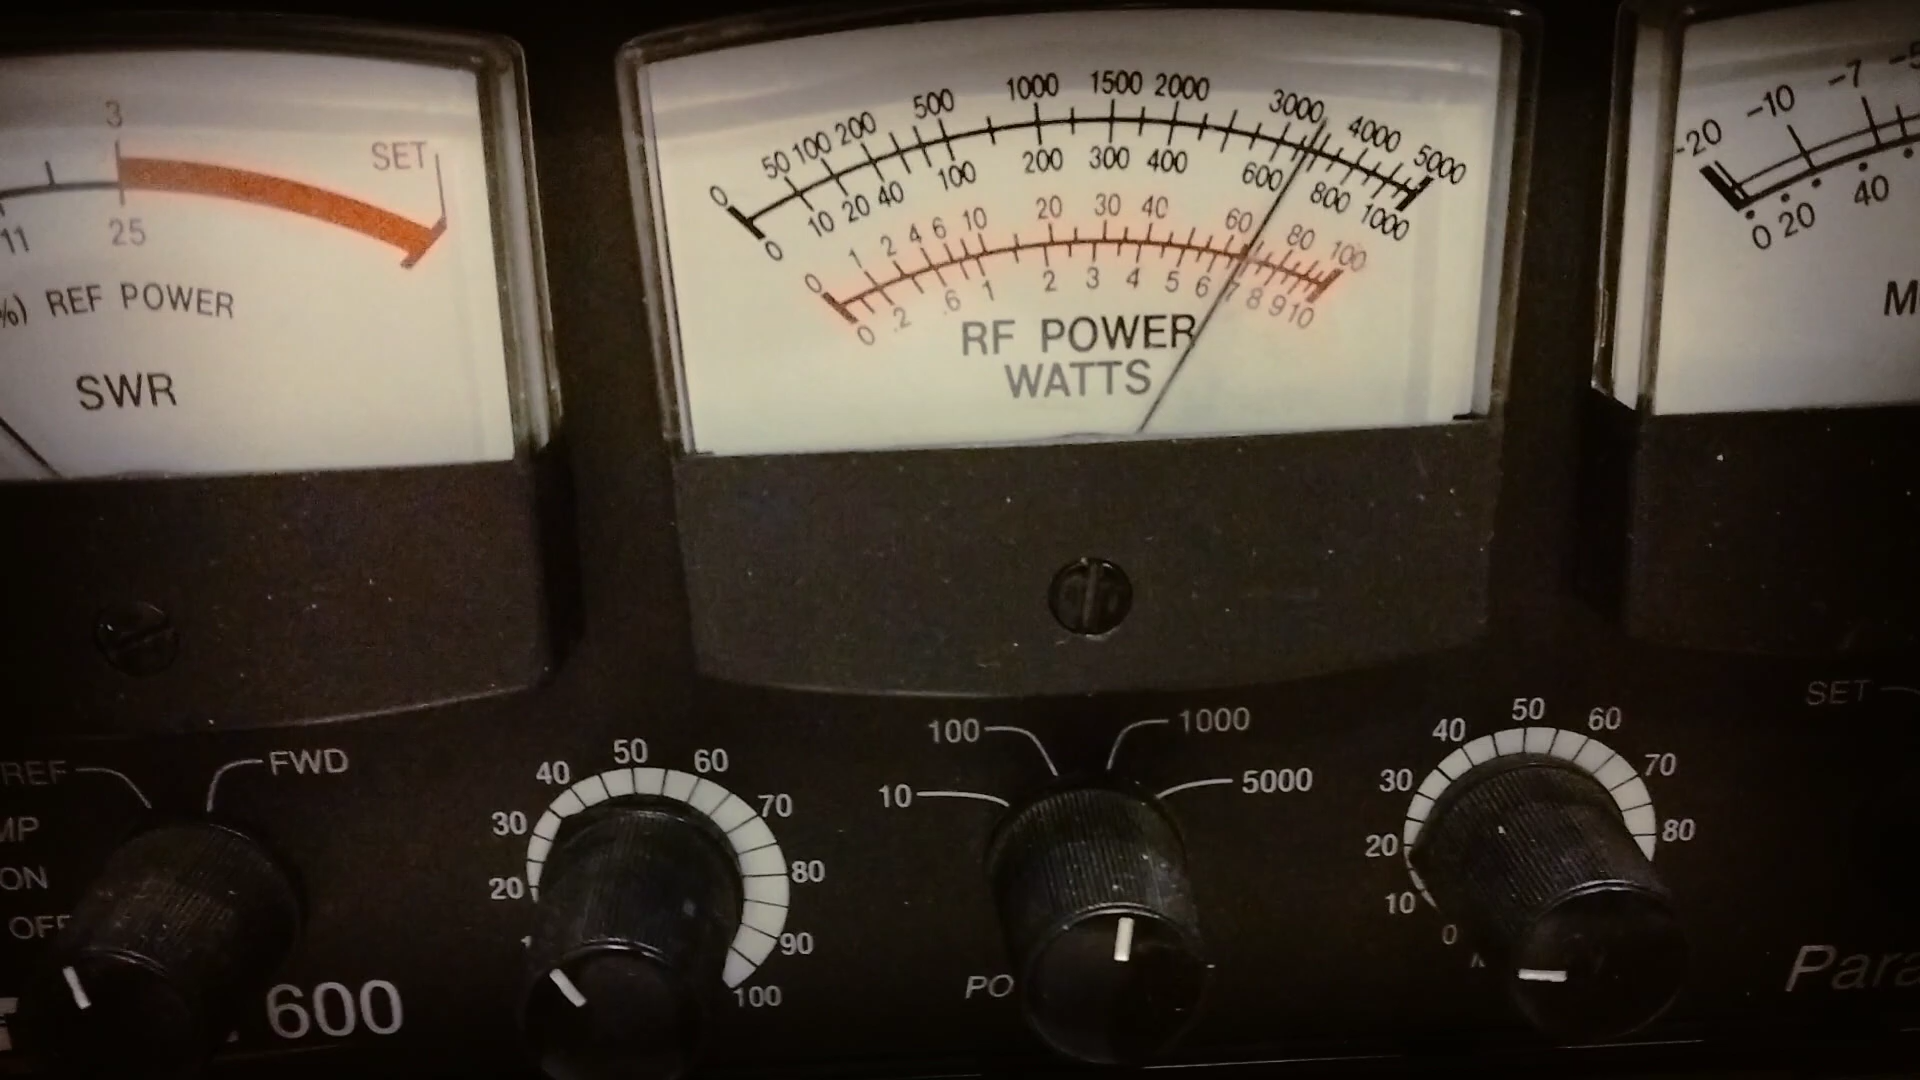 3
SET
11
25
%) REF POWER
SWR
0 50 100 200 500 1000 1500 2000 3000 4000 5000
0 10 20 40 100 200 300 400 600 800 1000
0 1 2 4 6 10 20 30 40 60 80 100
0 .2 .6 1 2 3 4 5 6 7 8 9 10
RF POWER
WATTS
-20 -10 -7
0 20 40
M
REF
FWD
MP
ON
OFF
600
20 30 40 50 60 70 80 90 100
10 100 1000 5000
PO
0 10 20 30 40 50 60 70 80
SET
Para